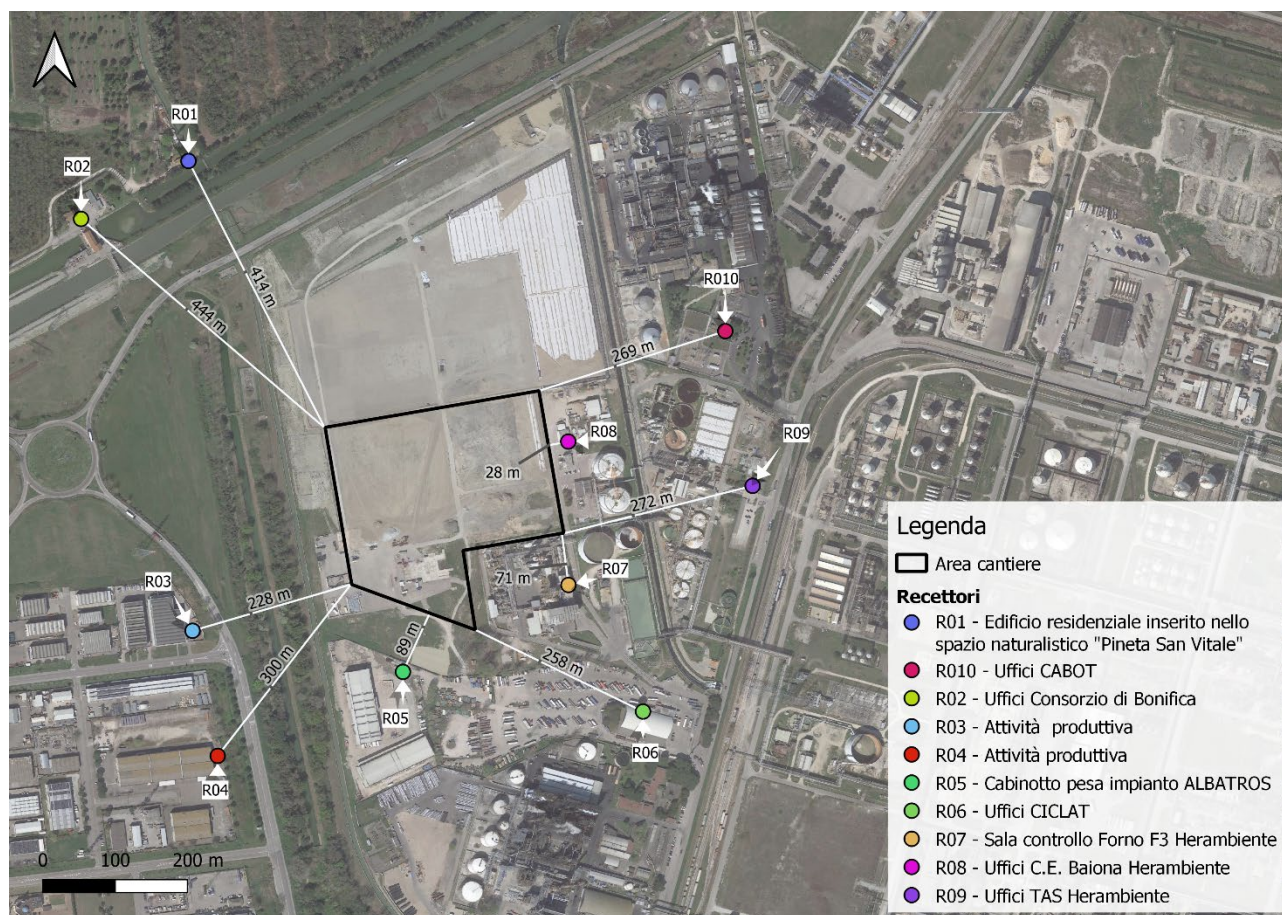 R01
R02
414 m
444 m
R010
269 m
R08
28 m
R09
272 m
R03
228 m
71 m
R07
300 m
89 m
258 m
R05
R06
R04
0 100 200 m
Legenda
Area cantiere
Recettori
R01 - Edificio residenziale inserito nello
spazio naturalistico "Pineta San Vitale"
R010 - Uffici CABOT
R02 - Uffici Consorzio di Bonifica
R03 - Attività produttiva
R04 - Attività produttiva
R05 - Cabinotto pesa impianto ALBATROS
R06 - Uffici CICLAT
R07 - Sala controllo Forno F3 Herambiente
R08 - Uffici C.E. Baiona Herambiente
R09 - Uffici TAS Herambiente